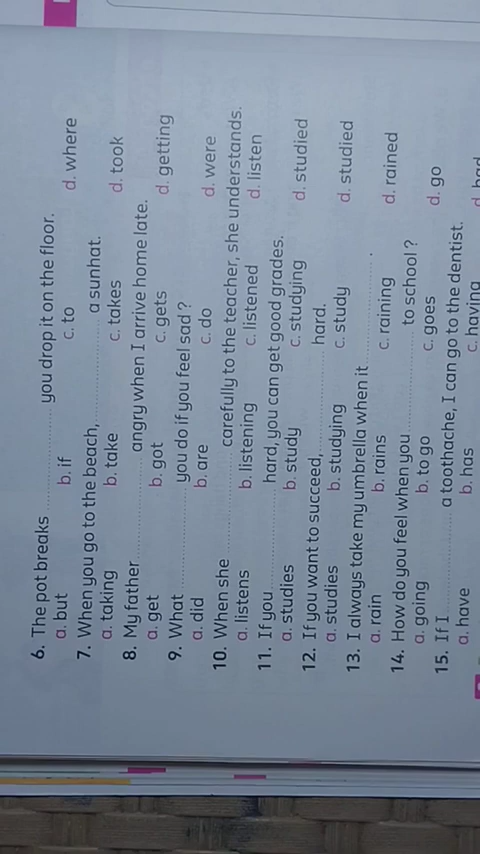 6. The pot breaks .................... you drop it on the floor.
a. but b. if c. to d. where
7. When you go to the beach, .................... a sunhat.
a. taking b. take c. takes d. took
8. My father .................... angry when I arrive home late.
a. get b. got c. gets d. getting
9. What .................... you do if you feel sad?
a. did b. are c. do d. were
10. When she .................... carefully to the teacher, she understands.
a. listens b. listening c. listened d. listen
11. If you .................... hard, you can get good grades.
a. studies b. study c. studying d. studied
12. If you want to succeed, .................... hard.
a. studies b. studying c. study d. studied
13. I always take my umbrella when it .................... .
a. rain b. rains c. raining d. rained
14. How do you feel when you .................... to school?
a. going b. to go c. goes d. go
15. If I .................... a toothache, I can go to the dentist.
a. have b. has c. having d. had